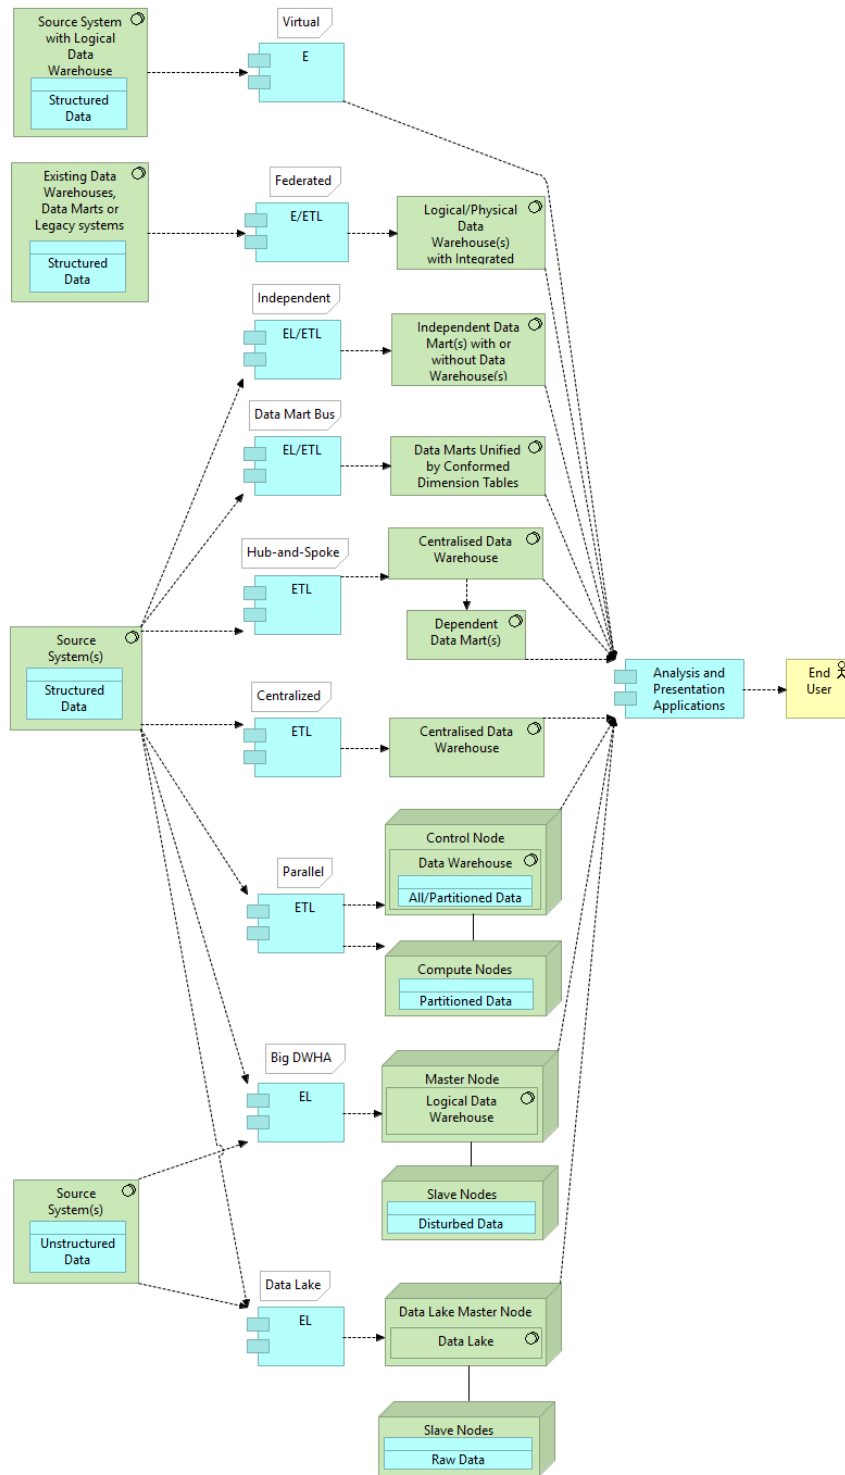 Source System
with Logical
Data
Warehouse
Structured
Data
Virtual
E
Existing Data
Warehouses,
Data Marts or
Legacy systems
Structured
Data
Federated
E/ETL
Logical/Physical
Data
Warehouse(s)
with Integrated
Independent
EL/ETL
Independent Data
Mart(s) with or
without Data
Warehouse(s)
Data Mart Bus
EL/ETL
Data Marts Unified
by Conformed
Dimension Tables
Hub-and-Spoke
ETL
Centralised Data
Warehouse
Dependent
Data Mart(s)
Source
System(s)
Structured
Data
Analysis and
Presentation
Applications
End
User
Centralized
ETL
Centralised Data
Warehouse
Parallel
ETL
Control Node
Data Warehouse
All/Partitioned Data
Compute Nodes
Partitioned Data
Big DWHA
EL
Master Node
Logical Data
Warehouse
Slave Nodes
Disturbed Data
Source
System(s)
Unstructured
Data
Data Lake
EL
Data Lake Master Node
Data Lake
Slave Nodes
Raw Data